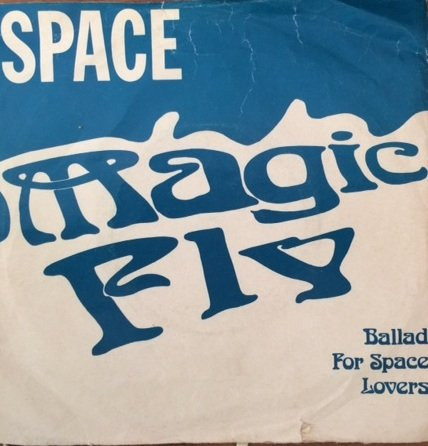 SPACE
Magic
Fly
Ballad
For Space
Lovers